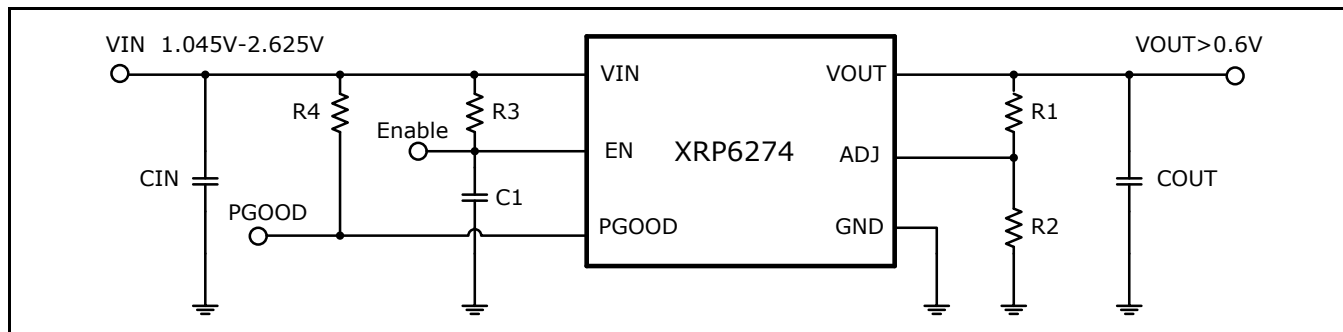 VIN 1.045V-2.625V
VOUT>0.6V
VIN
VOUT
R4
R3
R1
Enable
EN
XRP6274
ADJ
CIN
C1
COUT
PGOOD
PGOOD
GND
R2